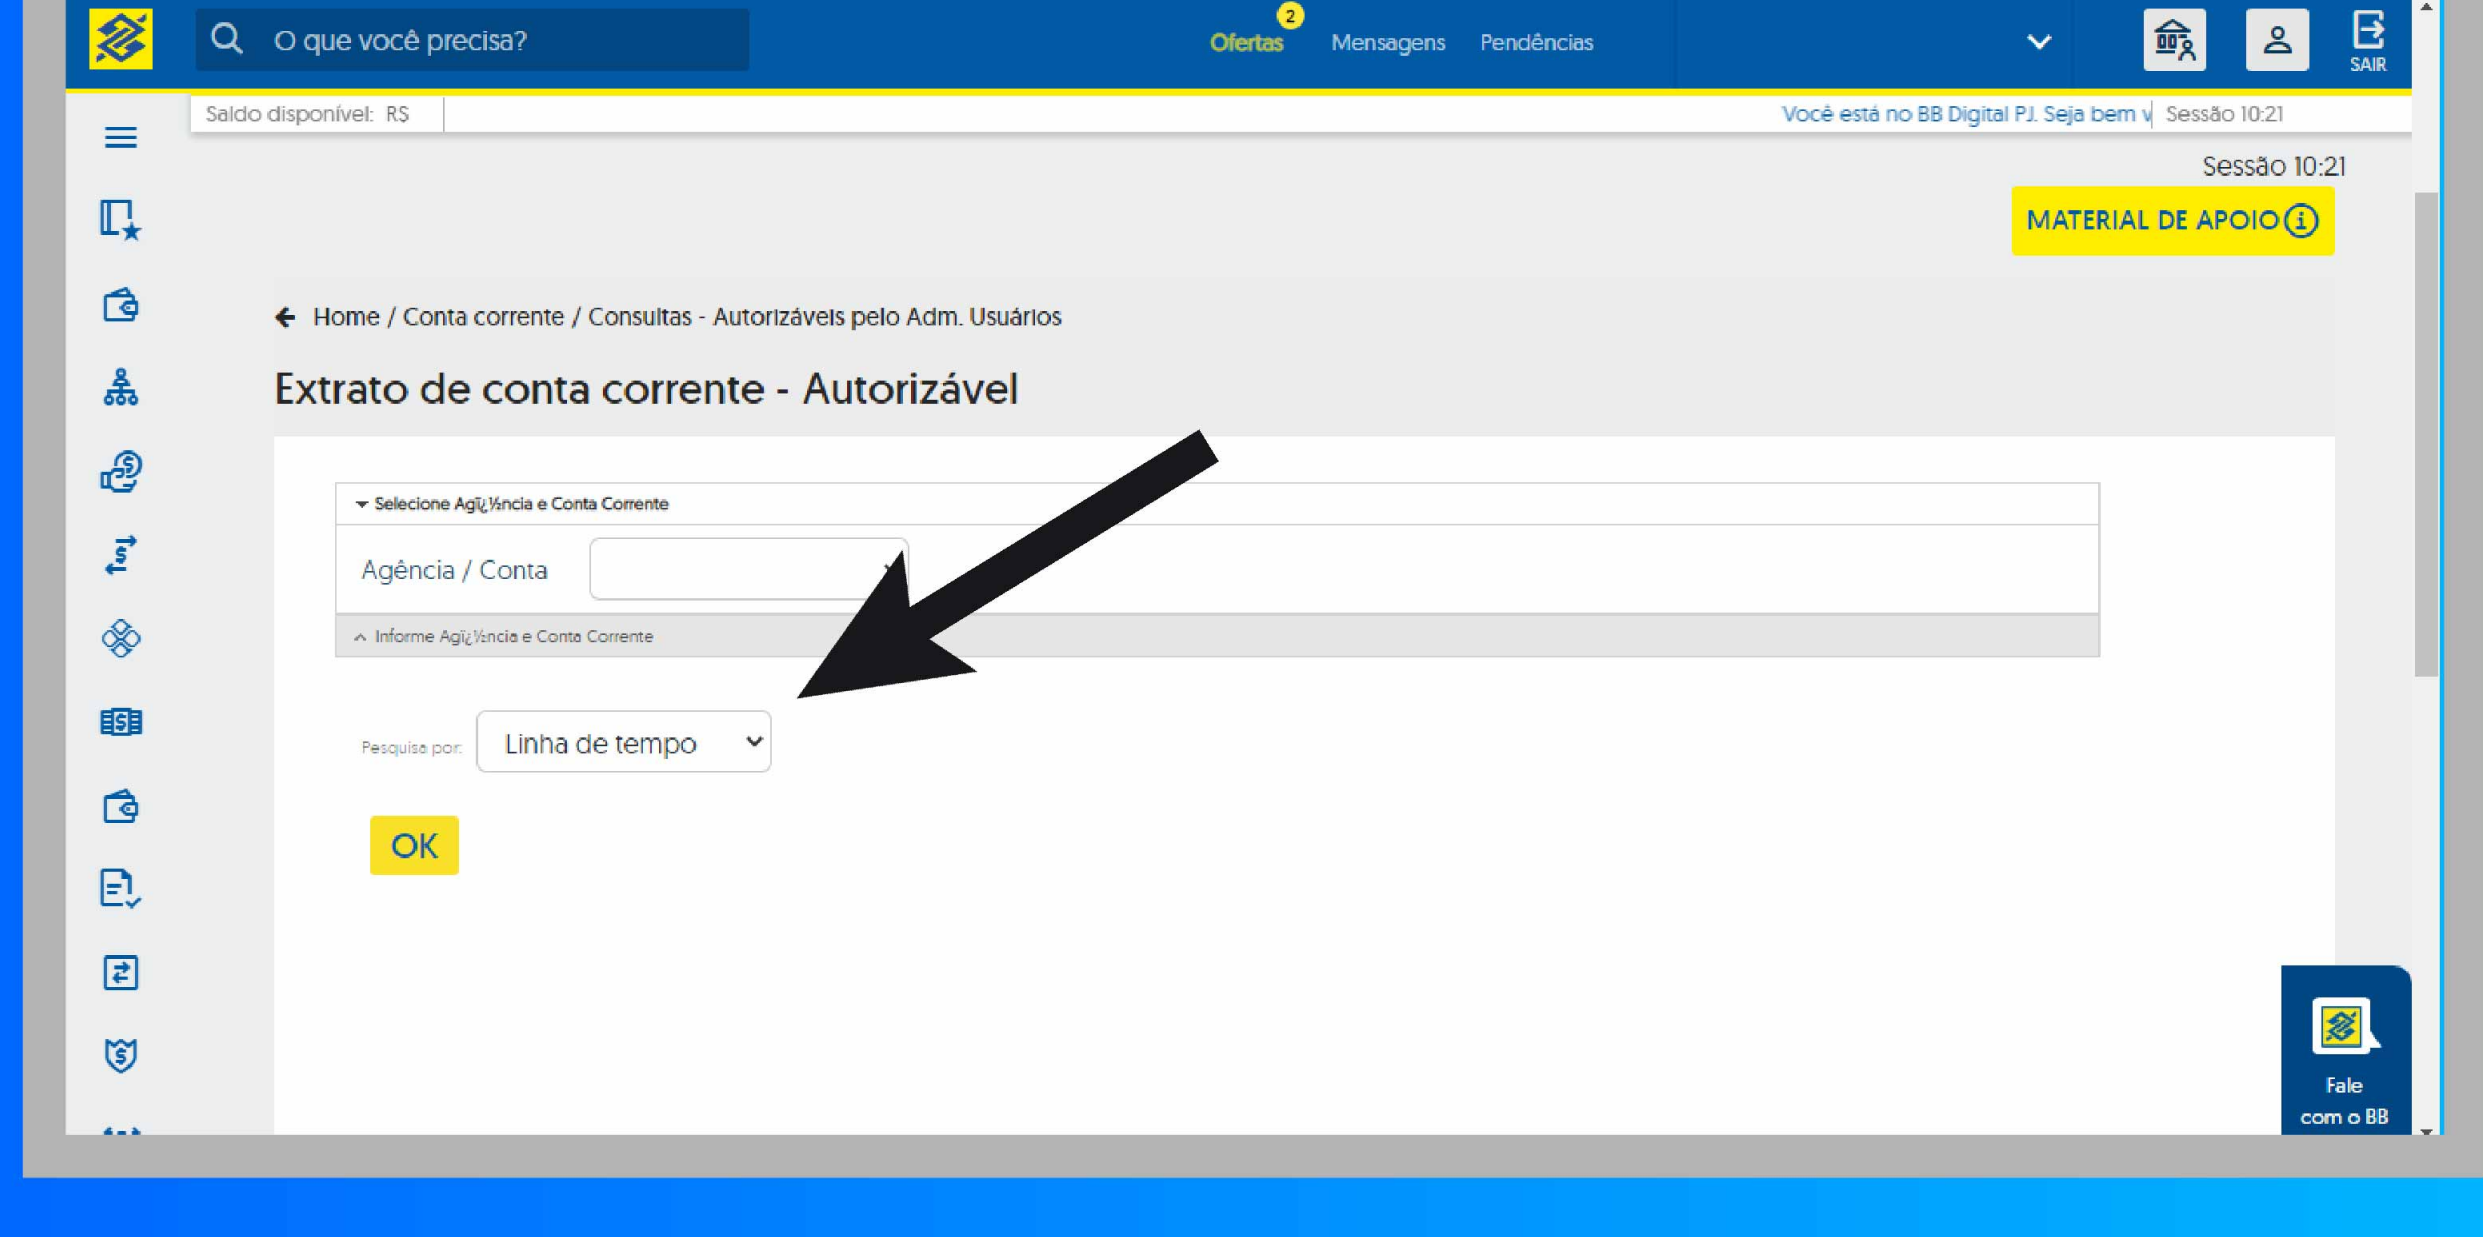 O que você precisa?
2
Ofertas Mensagens Pendências
SAIR
Saldo disponível: R$
Você está no BB Digital PJ. Seja bem v Sessão 10:21
Sessão 10:21
MATERIAL DE APOIO
Home / Conta corrente / Consultas - Autorizáveis pelo Adm. Usuários
Extrato de conta corrente - Autorizável
Selecione Agï¿½ncia e Conta Corrente
Agência / Conta
Informe Agï¿½ncia e Conta Corrente
Pesquisa por: Linha de tempo
OK
Fale
com o BB